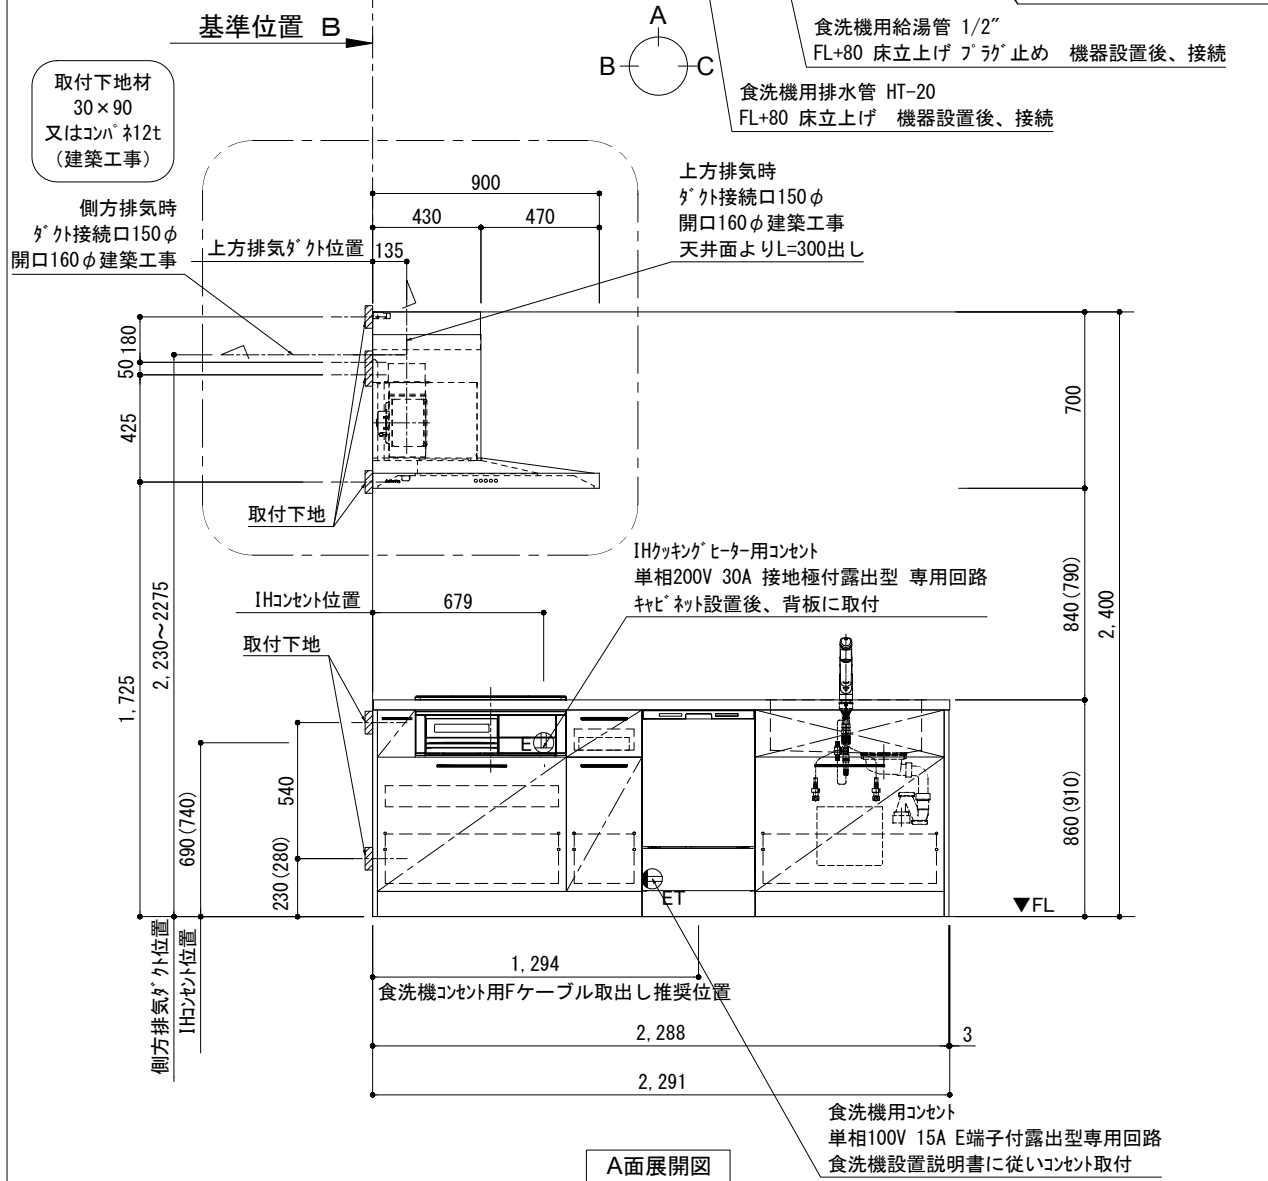 基準位置 B
A
B
C
食洗機用給湯管 1/2″
FL+80 床立上げ プラグ止め 機器設置後、接続
食洗機用排水管 HT-20
FL+80 床立上げ 機器設置後、接続
取付下地材
30×90
又はコンパネ12t
(建築工事)
側方排気時
ダクト接続口150φ
開口160φ建築工事
上方排気時
ダクト接続口150φ
開口160φ建築工事
天井面よりL=300出し
900
430
470
上方排気ダクト位置
135
180
50
425
1,725
2,230~2275
690(740)
540
230(280)
側方排気ダクト位置
IHコンセント位置
取付下地
IHクッキングヒーター用コンセント
単相200V 30A 接地極付露出型 専用回路
キャビネット設置後、背板に取付
IHコンセント位置
679
取付下地
E
ET
700
840(790)
2,400
860(910)
▼FL
1,294
食洗機コンセント用Fケーブル取出し推奨位置
2,288
3
2,291
食洗機用コンセント
単相100V 15A E端子付露出型専用回路
食洗機設置説明書に従いコンセント取付
A面展開図